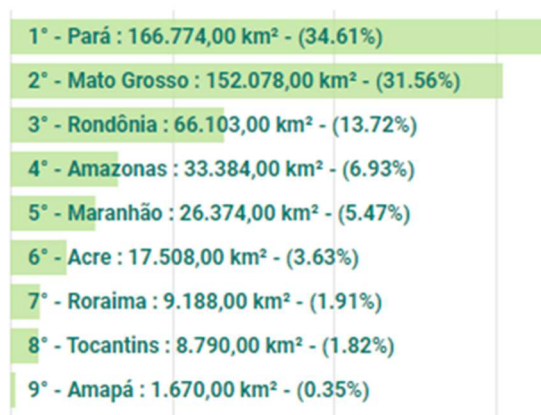 1° - Pará : 166.774,00 km² - (34.61%)
2° - Mato Grosso : 152.078,00 km² - (31.56%)
3° - Rondônia : 66.103,00 km² - (13.72%)
4° - Amazonas : 33.384,00 km² - (6.93%)
5° - Maranhão : 26.374,00 km² - (5.47%)
6° - Acre : 17.508,00 km² - (3.63%)
7° - Roraima : 9.188,00 km² - (1.91%)
8° - Tocantins : 8.790,00 km² - (1.82%)
9° - Amapá : 1.670,00 km² - (0.35%)